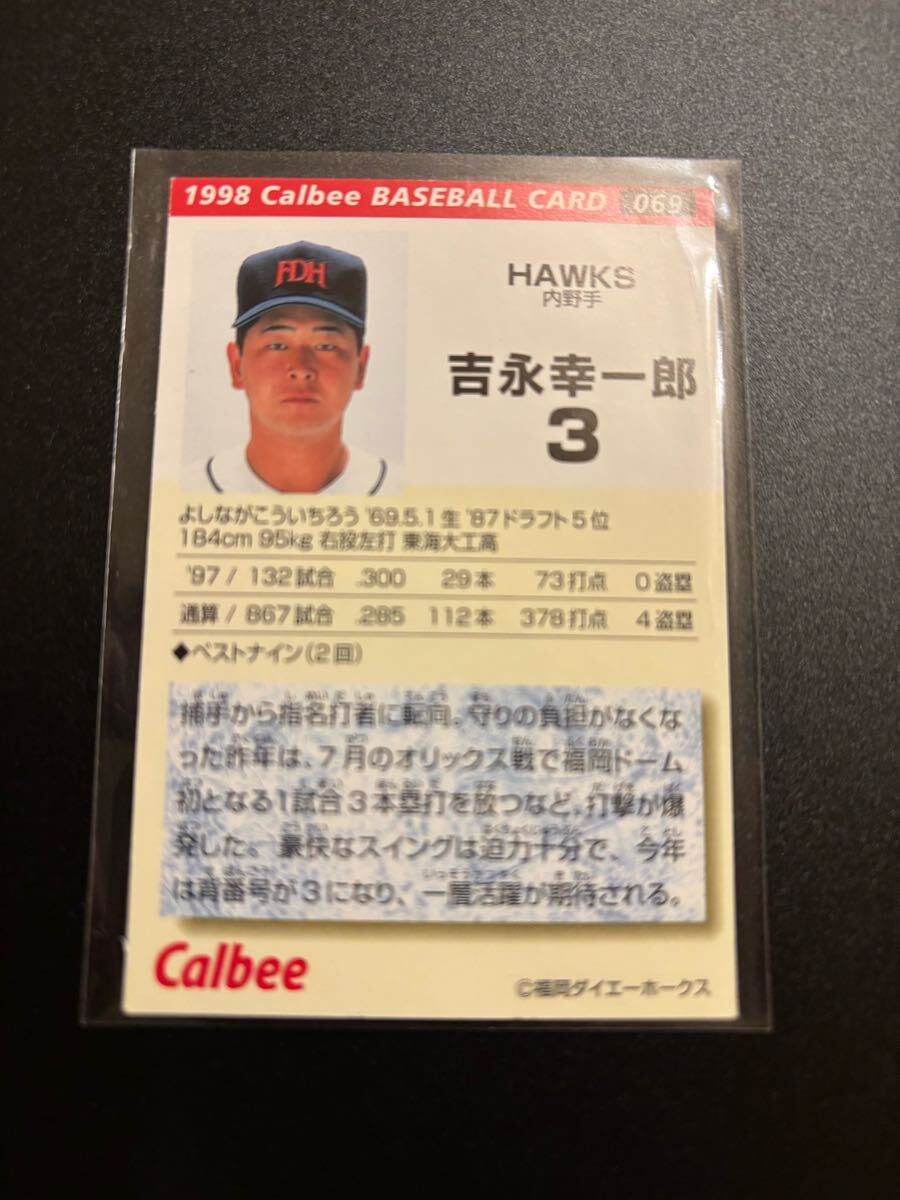 1998 Calbee BASEBALL CARD 069
FDH
HAWKS
内野手
吉永幸一郎
3
よしながこういちろう '69.5.1生 '87ドラフト5位
184cm 95kg 右投左打 東海大工高
'97 / 132試合 .300 29本 73打点 0盗塁
通算 / 867試合 .285 112本 378打点 4盗塁
◆ベストナイン(2回)
捕手から指名打者に転向。守りの負担がなくな
った昨年は、7月のオリックス戦で福岡ドーム
初となる1試合3本塁打を放つなど、打撃が爆
発した。豪快なスイングは迫力十分で、今年
は背番号が3になり、一層活躍が期待される。
Calbee
©福岡ダイエーホークス